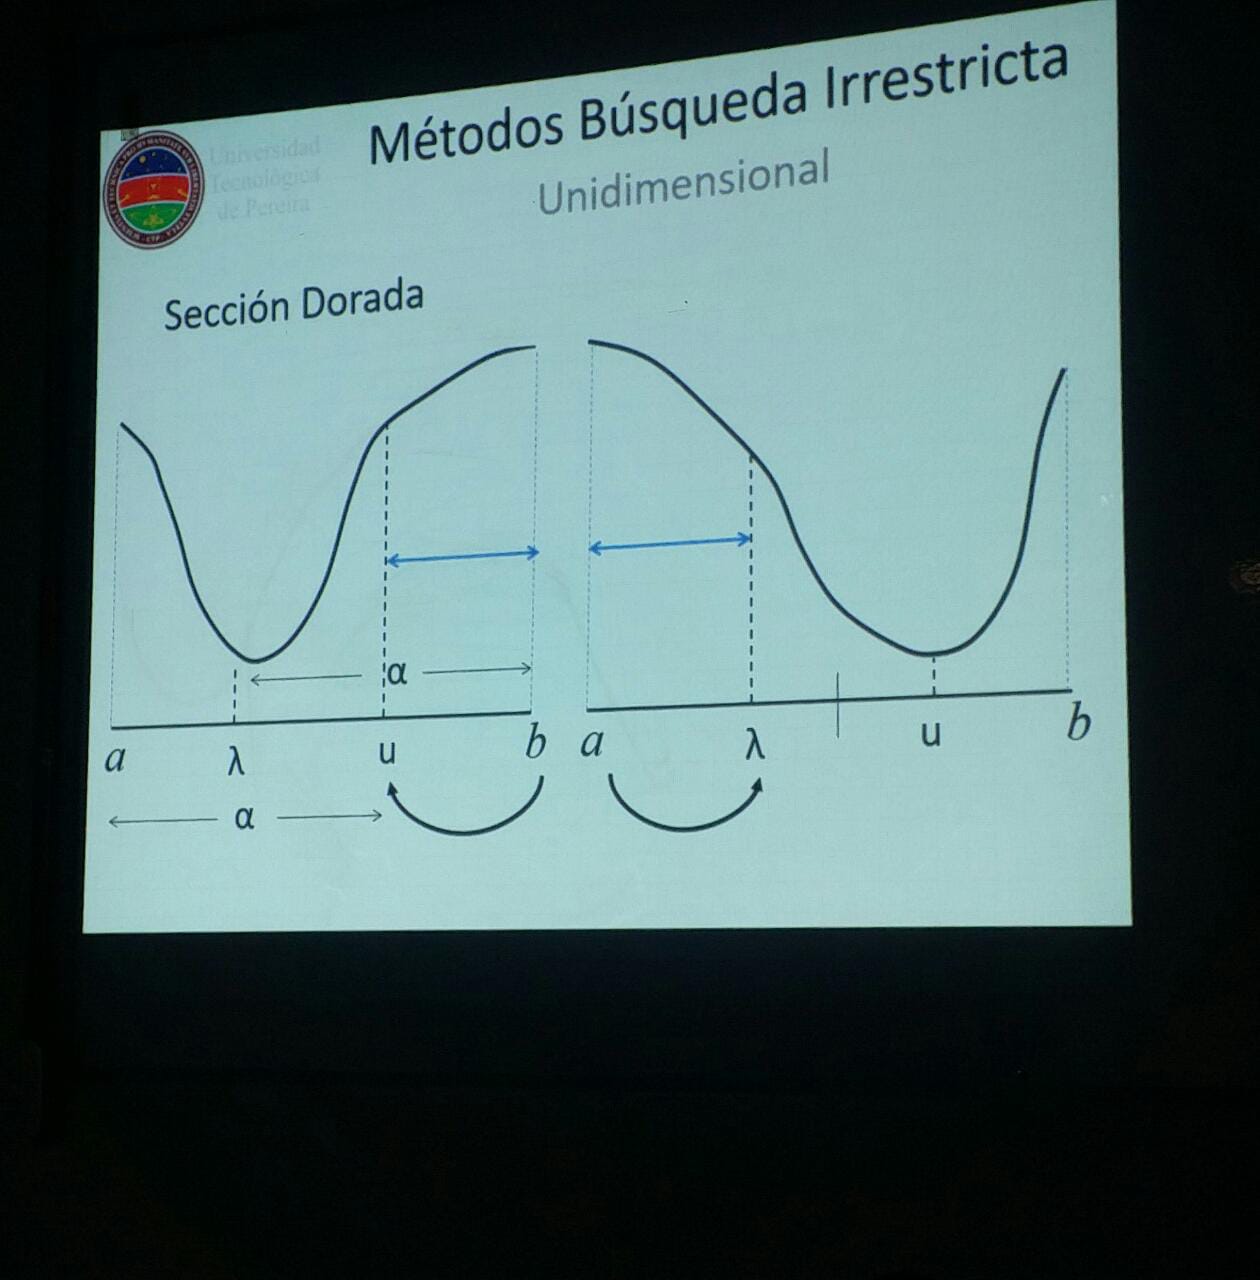 Métodos Búsqueda Irrestricta
Universidad
Tecnológica
de Pereira
Unidimensional
Sección Dorada
α
a λ u b a λ u b
α